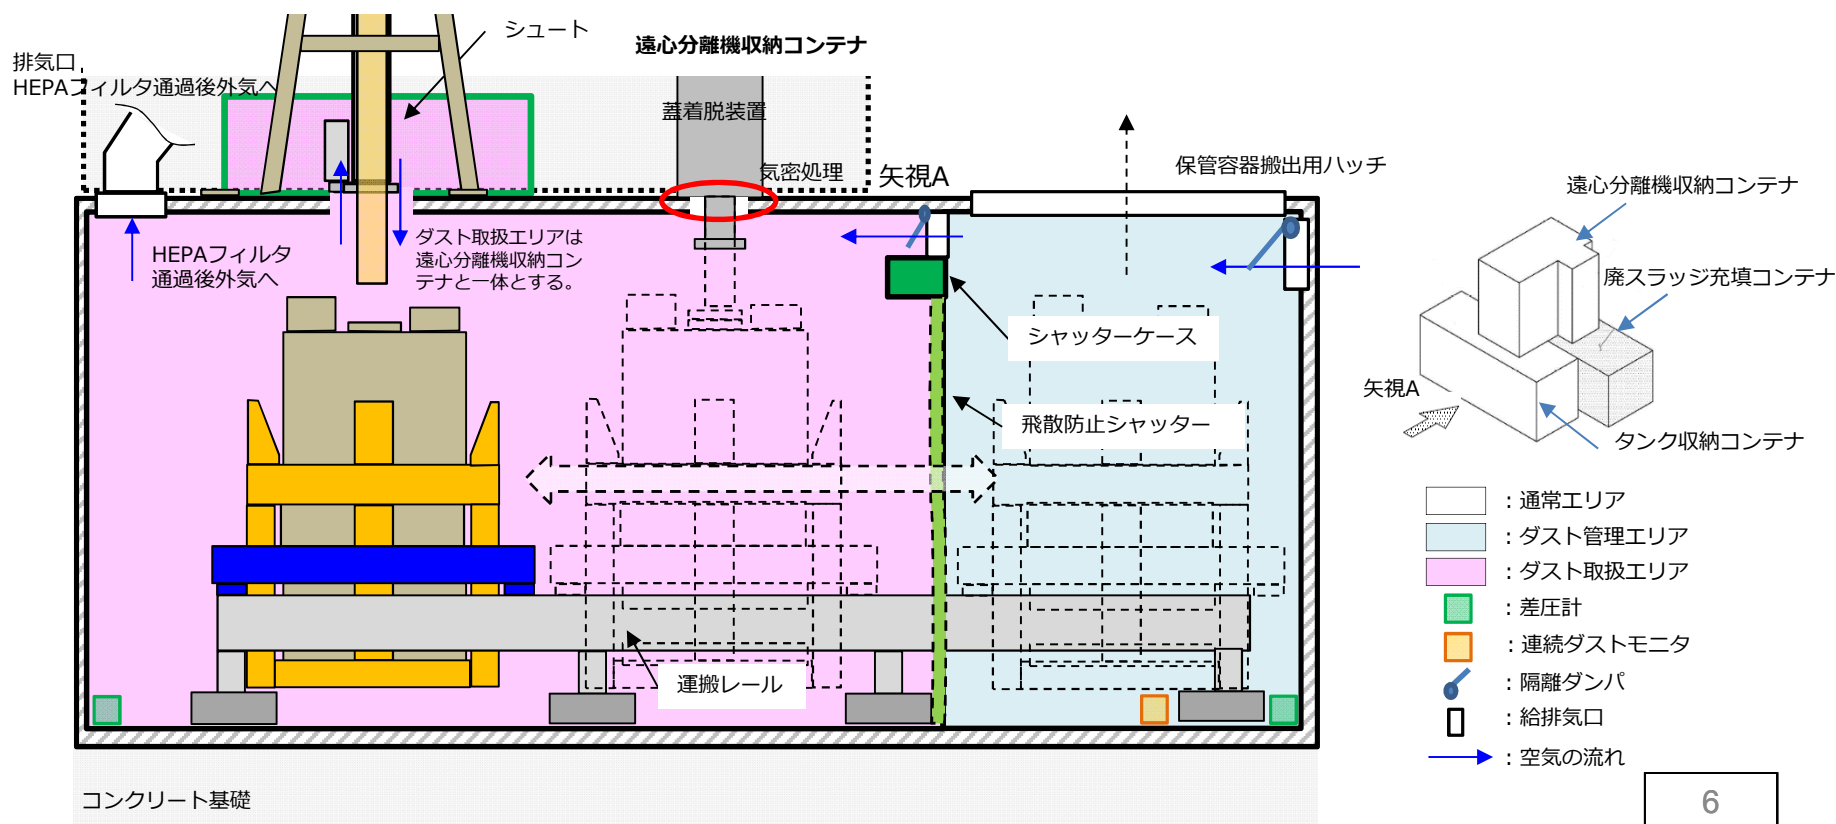 シュート
遠心分離機収納コンテナ
排気口
HEPAフィルタ通過後外気へ
蓋着脱装置
気密処理
矢視A
保管容器搬出用ハッチ
HEPAフィルタ
通過後外気へ
ダスト取扱エリアは
遠心分離機収納コン
テナと一体とする。
シャッターケース
飛散防止シャッター
運搬レール
コンクリート基礎
遠心分離機収納コンテナ
廃スラッジ充填コンテナ
矢視A
タンク収納コンテナ
：通常エリア
：ダスト管理エリア
：ダスト取扱エリア
：差圧計
：連続ダストモニタ
：隔離ダンパ
：給排気口
：空気の流れ
6